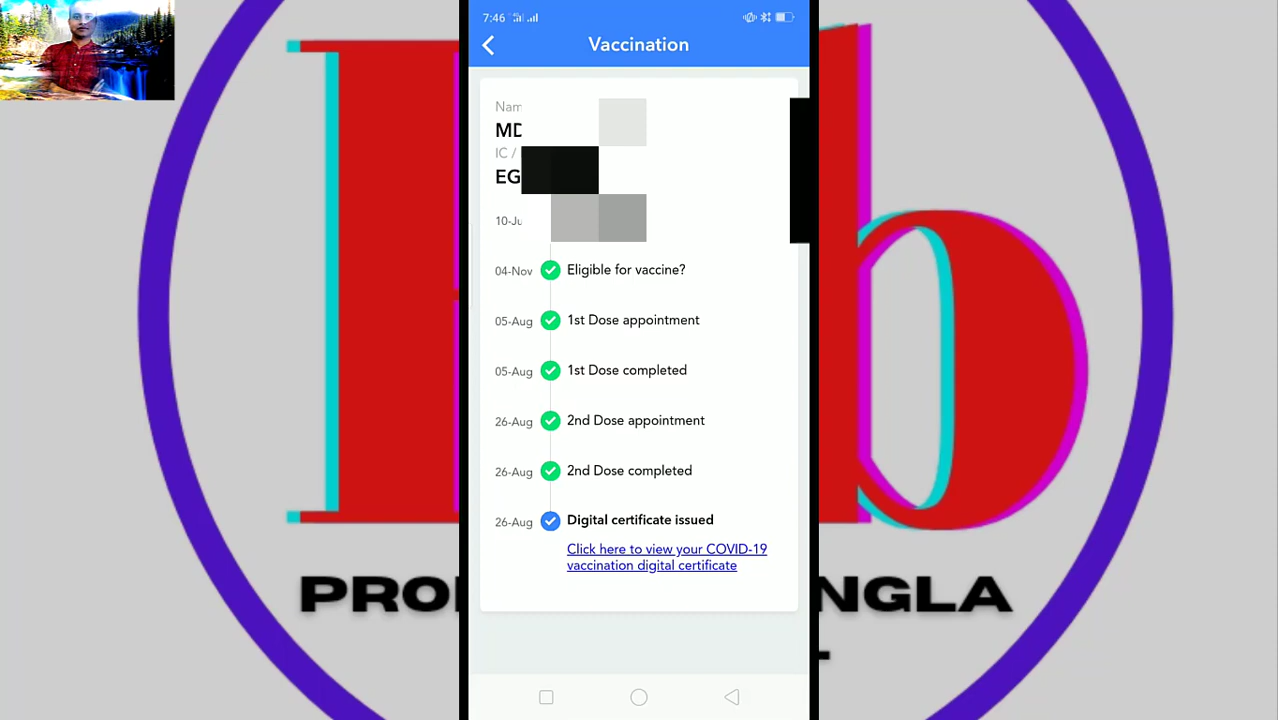 7:46
Vaccination
Nam
MD
IC /
EG
10-Ju
04-Nov Eligible for vaccine?
05-Aug 1st Dose appointment
05-Aug 1st Dose completed
26-Aug 2nd Dose appointment
26-Aug 2nd Dose completed
26-Aug Digital certificate issued
Click here to view your COVID-19
vaccination digital certificate
b
PRO NGLA